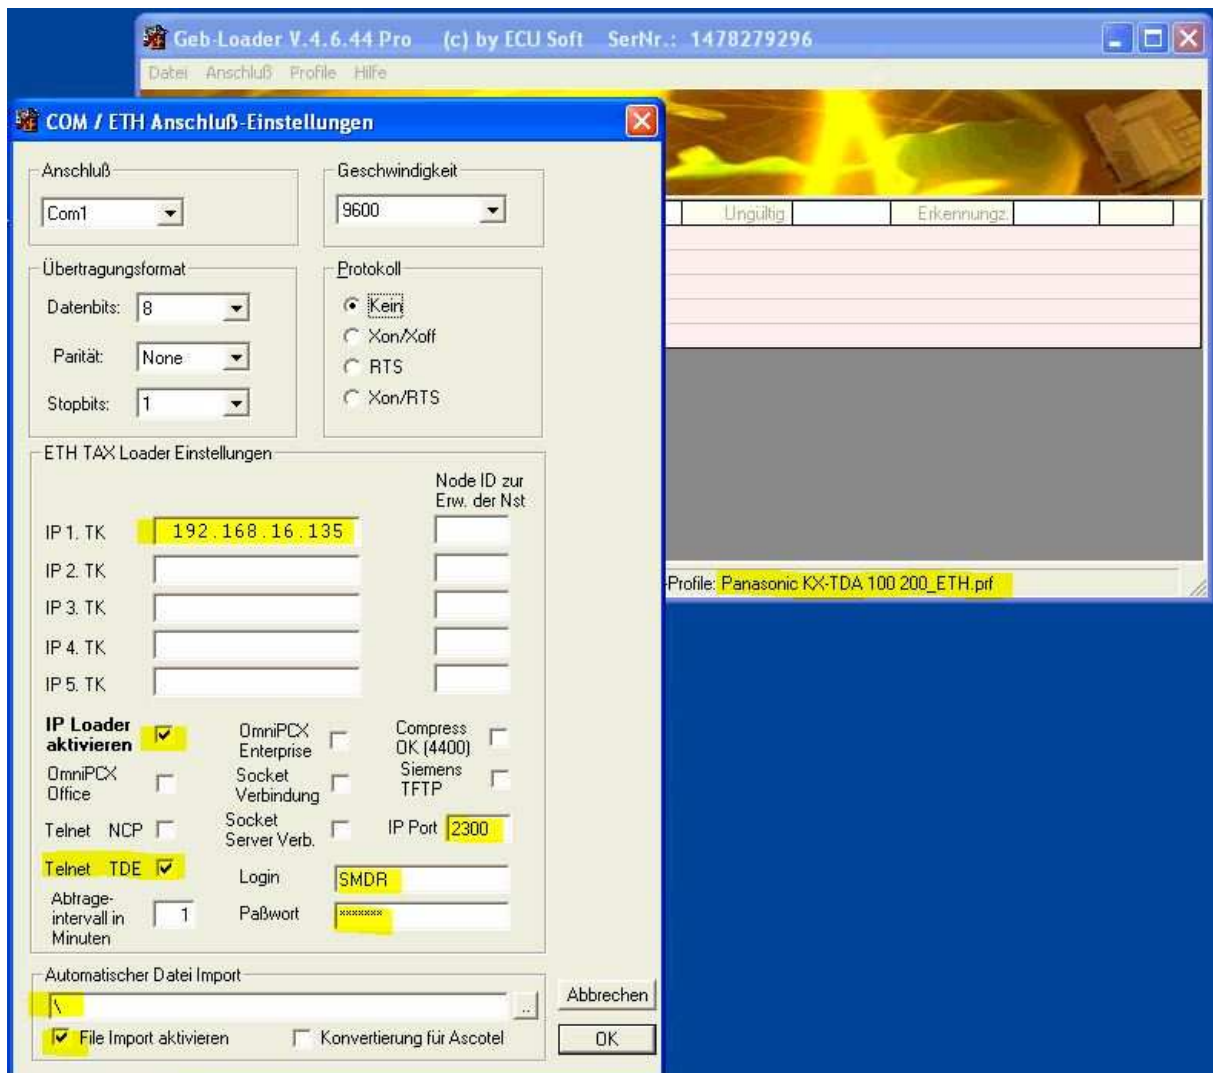 Geb-Loader V.4.6.44 Pro (c) by ECU Soft SerNr.: 1478279296
Datei Anschluß Profile Hilfe
COM / ETH Anschluß-Einstellungen
Anschluß
Geschwindigkeit
Com1
9600
Ungültig
Erkennungz.
Übertragungsformat
Protokoll
Datenbits: 8
Kein
Xon/Xoff
Parität: None
RTS
Stopbits: 1
Xon/RTS
ETH TAX Loader Einstellungen
Node ID zur
Erw. der Nst
IP 1. TK 192.168.16.135
IP 2. TK
-Profile: Panasonic KX-TDA 100 200_ETH.prf
IP 3. TK
IP 4. TK
IP 5. TK
IP Loader
aktivieren
OmniPCX
Enterprise
Compress
OK (4400)
OmniPCX
Office
Socket
Verbindung
Siemens
TFTP
Telnet NCP
Socket
Server Verb.
IP Port 2300
Telnet TDE
Login SMDR
Abfrage-
intervall in
Minuten
1
Paßwort *******
Automatischer Datei Import
\
..
Abbrechen
File Import aktivieren
Konvertierung für Ascotel
OK